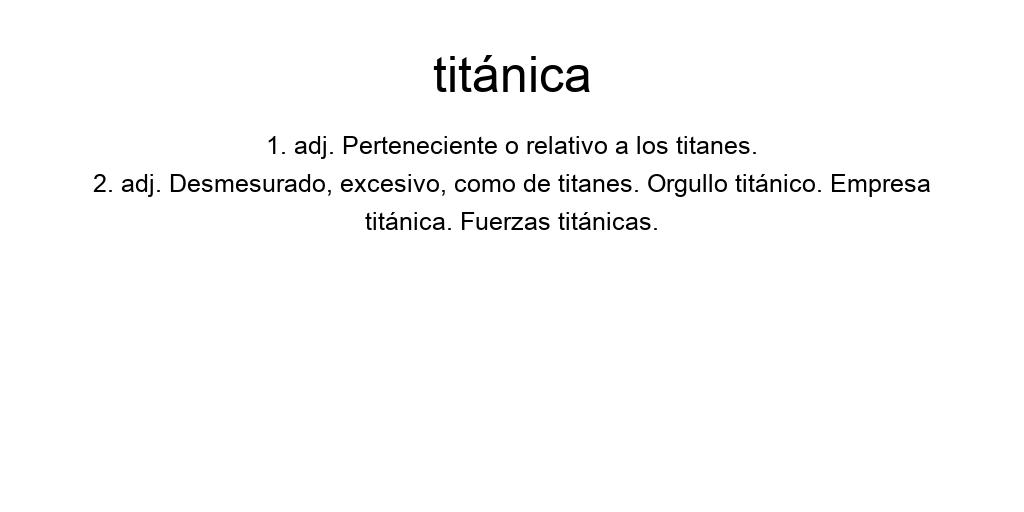 titánica
1. adj. Perteneciente o relativo a los titanes.
2. adj. Desmesurado, excesivo, como de titanes. Orgullo titánico. Empresa
titánica. Fuerzas titánicas.